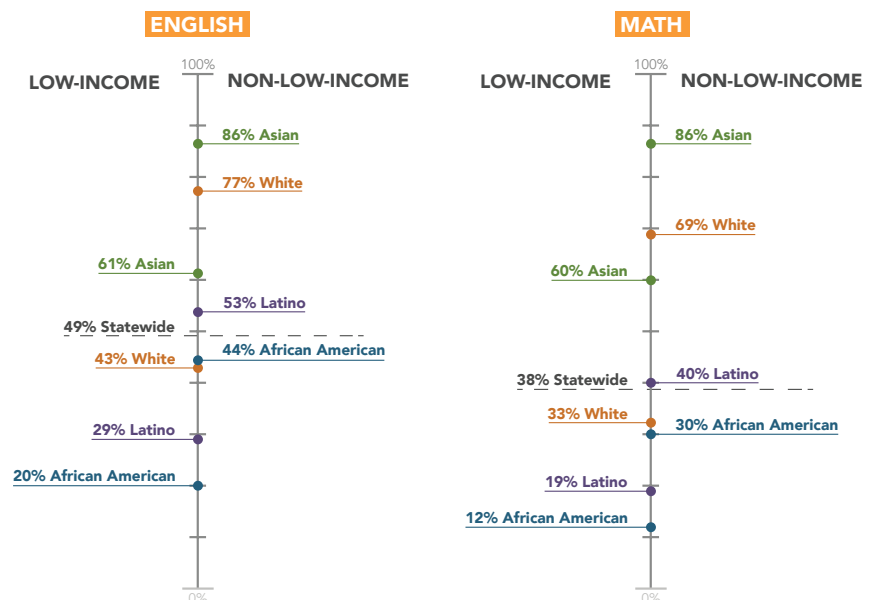 ENGLISH
100%
LOW-INCOME
NON-LOW-INCOME
86% Asian
77% White
61% Asian
53% Latino
49% Statewide
44% African American
43% White
29% Latino
20% African American
0%
MATH
100%
LOW-INCOME
NON-LOW-INCOME
86% Asian
69% White
60% Asian
40% Latino
38% Statewide
33% White
30% African American
19% Latino
12% African American
0%